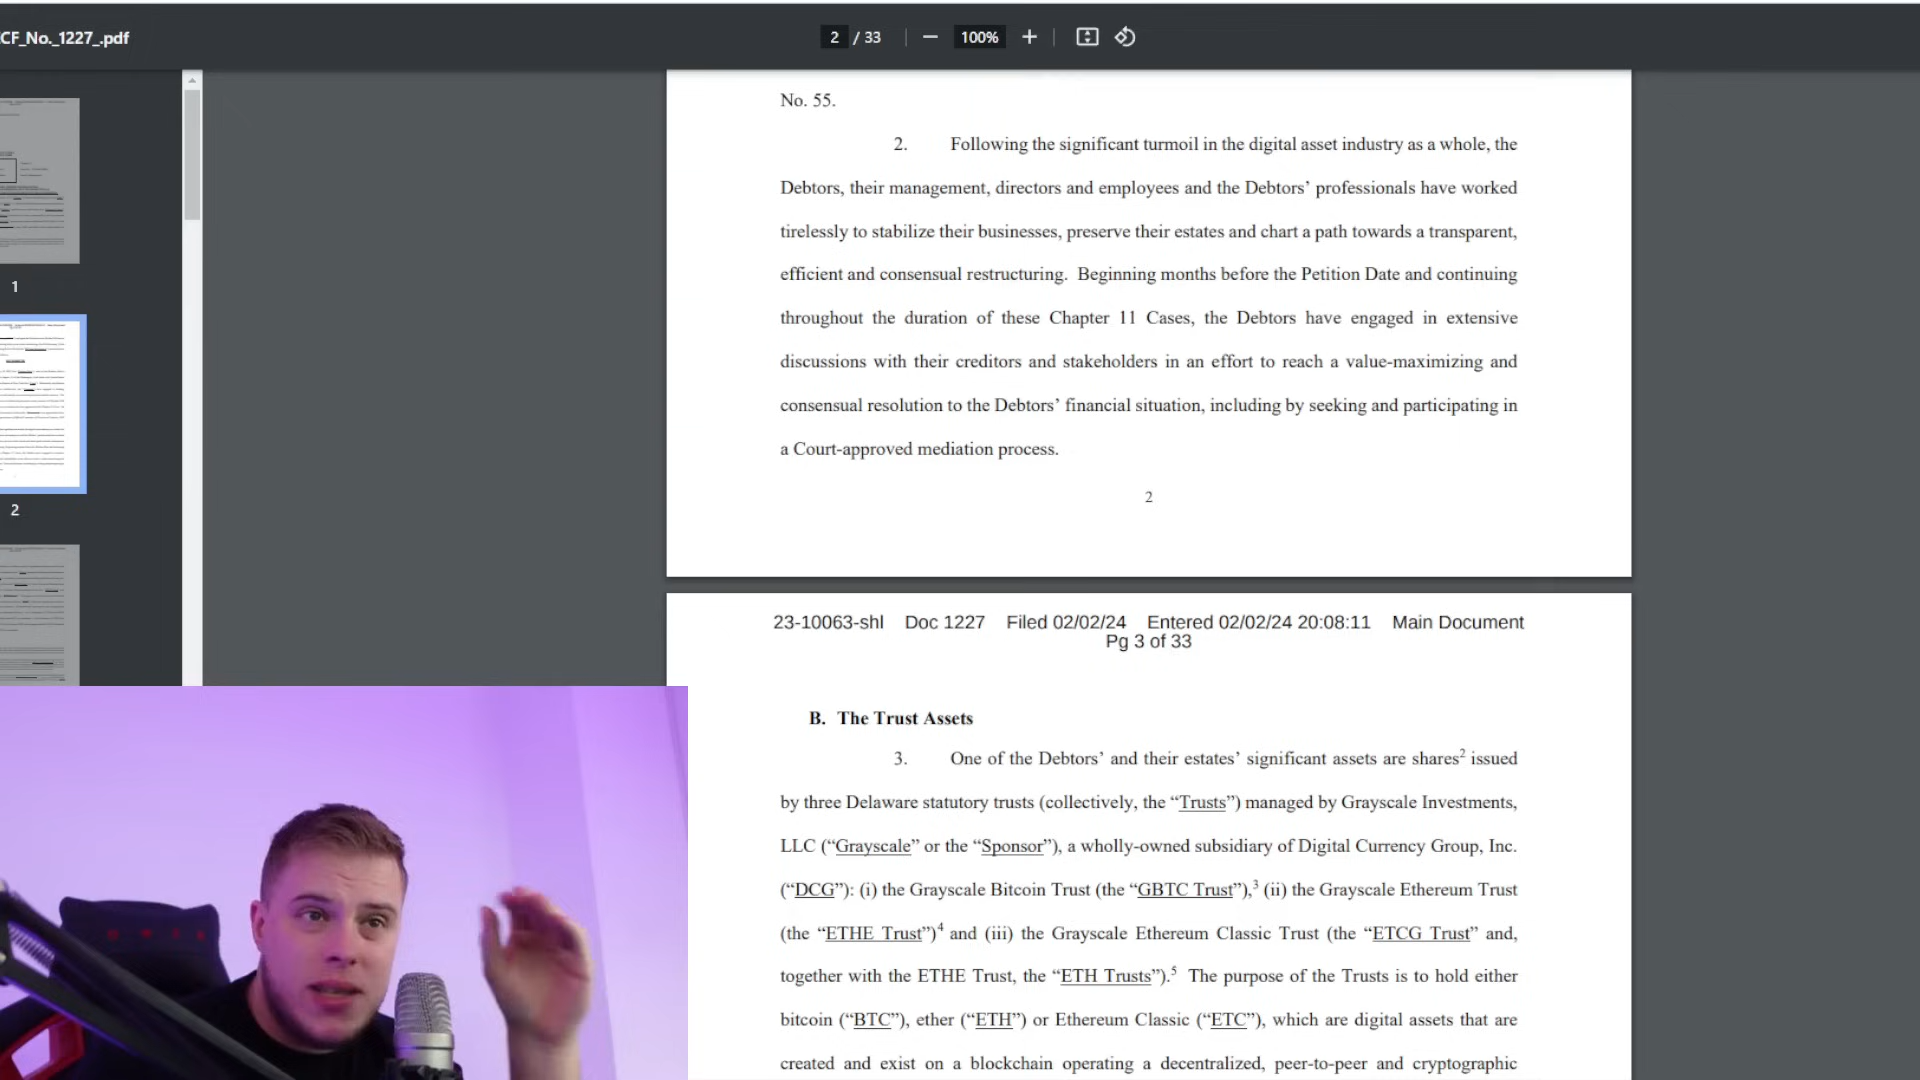 CF_No._1227_.pdf
2 / 33
100%
No. 55.
2. Following the significant turmoil in the digital asset industry as a whole, the
Debtors, their management, directors and employees and the Debtors’ professionals have worked
tirelessly to stabilize their businesses, preserve their estates and chart a path towards a transparent,
efficient and consensual restructuring. Beginning months before the Petition Date and continuing
throughout the duration of these Chapter 11 Cases, the Debtors have engaged in extensive
discussions with their creditors and stakeholders in an effort to reach a value-maximizing and
consensual resolution to the Debtors’ financial situation, including by seeking and participating in
a Court-approved mediation process.
2
1
2
23-10063-shl Doc 1227 Filed 02/02/24 Entered 02/02/24 20:08:11 Main Document
Pg 3 of 33
B. The Trust Assets
3. One of the Debtors’ and their estates’ significant assets are shares2 issued
by three Delaware statutory trusts (collectively, the “Trusts”) managed by Grayscale Investments,
LLC (“Grayscale” or the “Sponsor”), a wholly-owned subsidiary of Digital Currency Group, Inc.
(“DCG”): (i) the Grayscale Bitcoin Trust (the “GBTC Trust”),3 (ii) the Grayscale Ethereum Trust
(the “ETHE Trust”)4 and (iii) the Grayscale Ethereum Classic Trust (the “ETCG Trust” and,
together with the ETHE Trust, the “ETH Trusts”).5 The purpose of the Trusts is to hold either
bitcoin (“BTC”), ether (“ETH”) or Ethereum Classic (“ETC”), which are digital assets that are
created and exist on a blockchain operating a decentralized, peer-to-peer and cryptographic